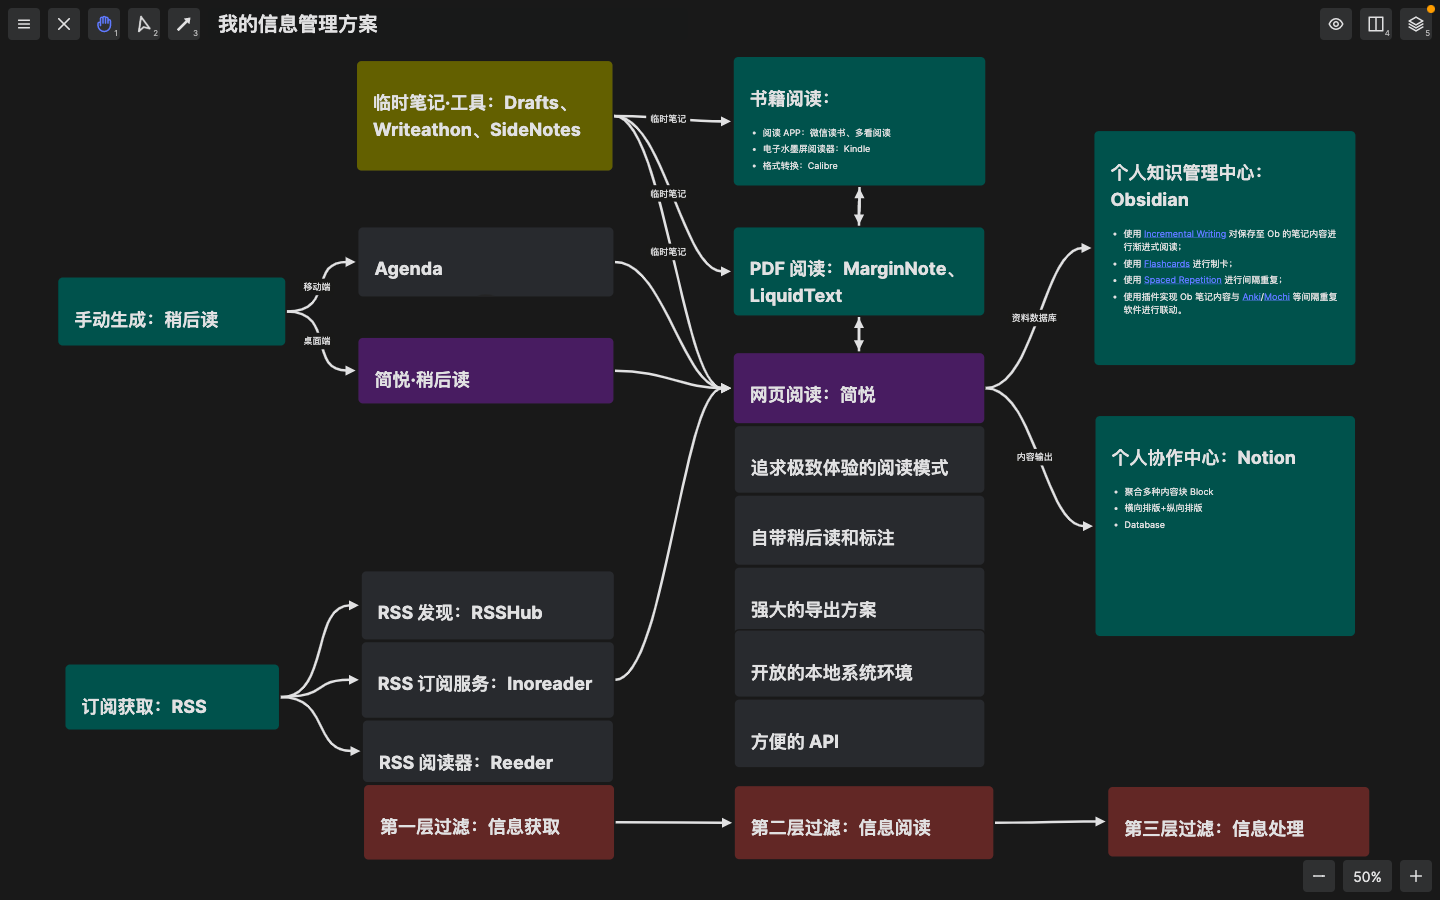 我的信息管理方案
1
2
3
4
5
临时笔记·工具：Drafts、
Writeathon、SideNotes
临时笔记
临时笔记
临时笔记
书籍阅读：
阅读 APP：微信读书、多看阅读
电子水墨屏阅读器：Kindle
格式转换：Calibre
PDF 阅读：MarginNote、
LiquidText
手动生成：稍后读
移动端
桌面端
Agenda
简悦·稍后读
网页阅读：简悦
追求极致体验的阅读模式
自带稍后读和标注
强大的导出方案
开放的本地系统环境
方便的 API
资料数据库
内容输出
个人知识管理中心：
Obsidian
使用 Incremental Writing 对保存至 Ob 的笔记内容进
行渐进式阅读；
使用 Flashcards 进行制卡；
使用 Spaced Repetition 进行间隔重复；
使用插件实现 Ob 笔记内容与 Anki/Mochi 等间隔重复
软件进行联动。
个人协作中心：Notion
聚合多种内容块 Block
横向排版+纵向排版
Database
订阅获取：RSS
RSS 发现：RSSHub
RSS 订阅服务：Inoreader
RSS 阅读器：Reeder
第一层过滤：信息获取
第二层过滤：信息阅读
第三层过滤：信息处理
50%